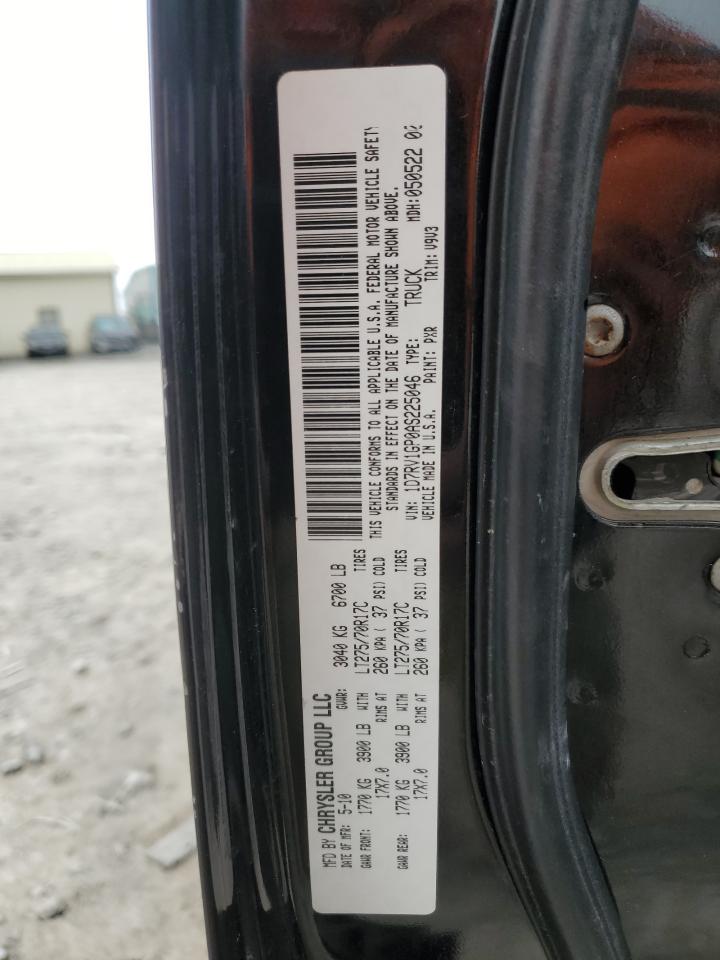 MFD BY CHRYSLER GROUP LLC
DATE OF MFR: 5-10 GVWR: 3040 KG 6700 LB
GAWR FRONT: 1770 KG 3900 LB WITH LT275/70R17C TIRES
17X7.0 RIMS AT 260 KPA ( 37 PSI) COLD
GAWR REAR: 1770 KG 3900 LB WITH LT275/70R17C TIRES
17X7.0 RIMS AT 260 KPA ( 37 PSI) COLD
THIS VEHICLE CONFORMS TO ALL APPLICABLE U.S.A. FEDERAL MOTOR VEHICLE SAFETY
STANDARDS IN EFFECT ON THE DATE OF MANUFACTURE SHOWN ABOVE.
VIN: 1D7RV1GP0AS225046 TYPE: TRUCK MDH: 050522
VEHICLE MADE IN U.S.A. PAINT: PXR TRIM: V9V3